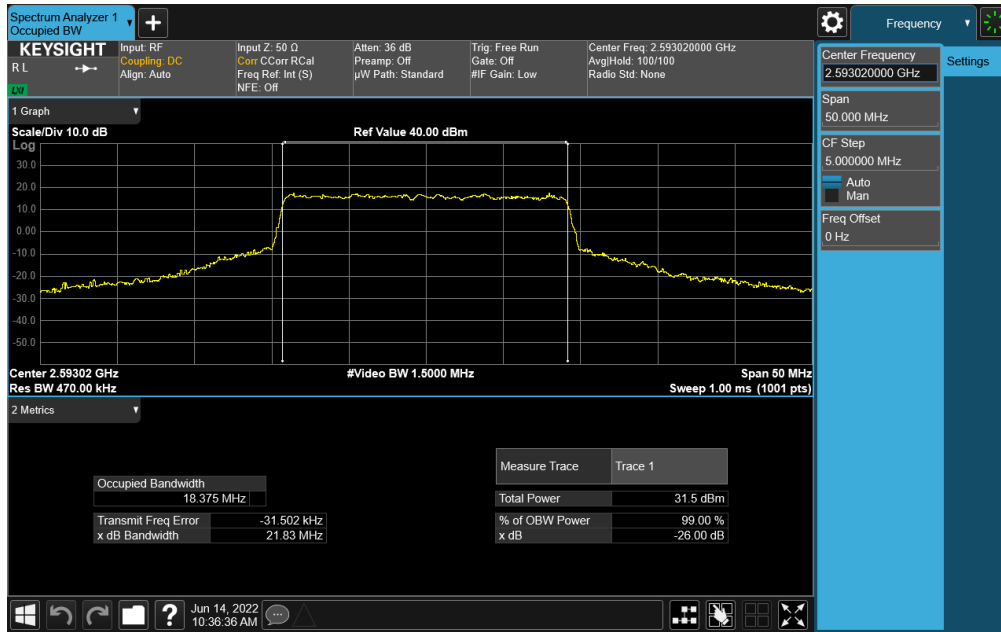 Spectrum Analyzer 1
Occupied BW
Frequency
KEYSIGHT
R L
LXI
Input: RF
Coupling: DC
Align: Auto
Input Z: 50 Ω
Corr CCorr RCal
Freq Ref: Int (S)
NFE: Off
Atten: 36 dB
Preamp: Off
µW Path: Standard
Trig: Free Run
Gate: Off
#IF Gain: Low
Center Freq: 2.593020000 GHz
Avg|Hold: 100/100
Radio Std: None
Center Frequency
2.593020000 GHz
Settings
Span
50.000 MHz
CF Step
5.000000 MHz
Auto
Man
Freq Offset
0 Hz
1 Graph
Scale/Div 10.0 dB
Ref Value 40.00 dBm
Log
30.0
20.0
10.0
0.00
-10.0
-20.0
-30.0
-40.0
-50.0
Center 2.59302 GHz
#Video BW 1.5000 MHz
Span 50 MHz
Res BW 470.00 kHz
Sweep 1.00 ms (1001 pts)
2 Metrics
Measure Trace Trace 1
Occupied Bandwidth
18.375 MHz
Total Power 31.5 dBm
Transmit Freq Error -31.502 kHz
% of OBW Power 99.00 %
x dB Bandwidth 21.83 MHz
x dB -26.00 dB
?
Jun 14, 2022
10:36:36 AM